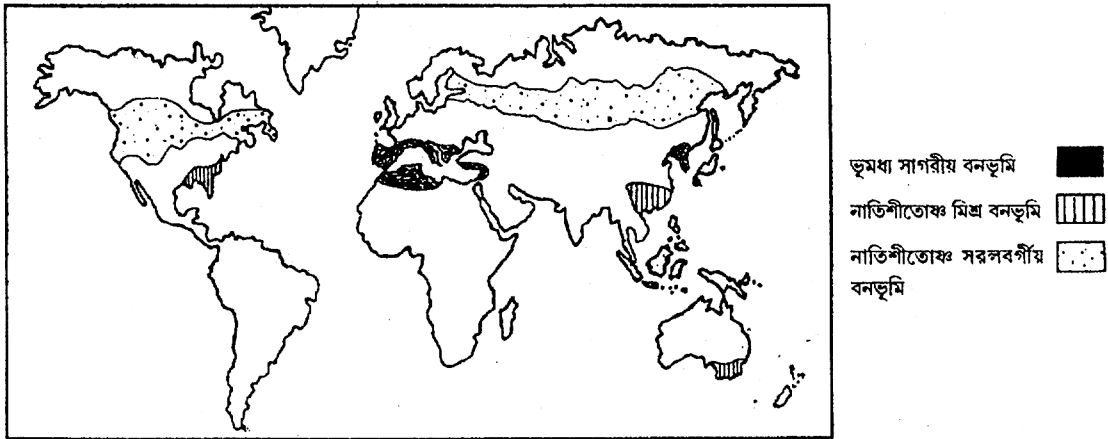 ভূমধ্য সাগরীয় বনভূমি
নাতিশীতোষ্ণ মিশ্র বনভূমি
নাতিশীতোষ্ণ সরলবর্গীয়
বনভূমি